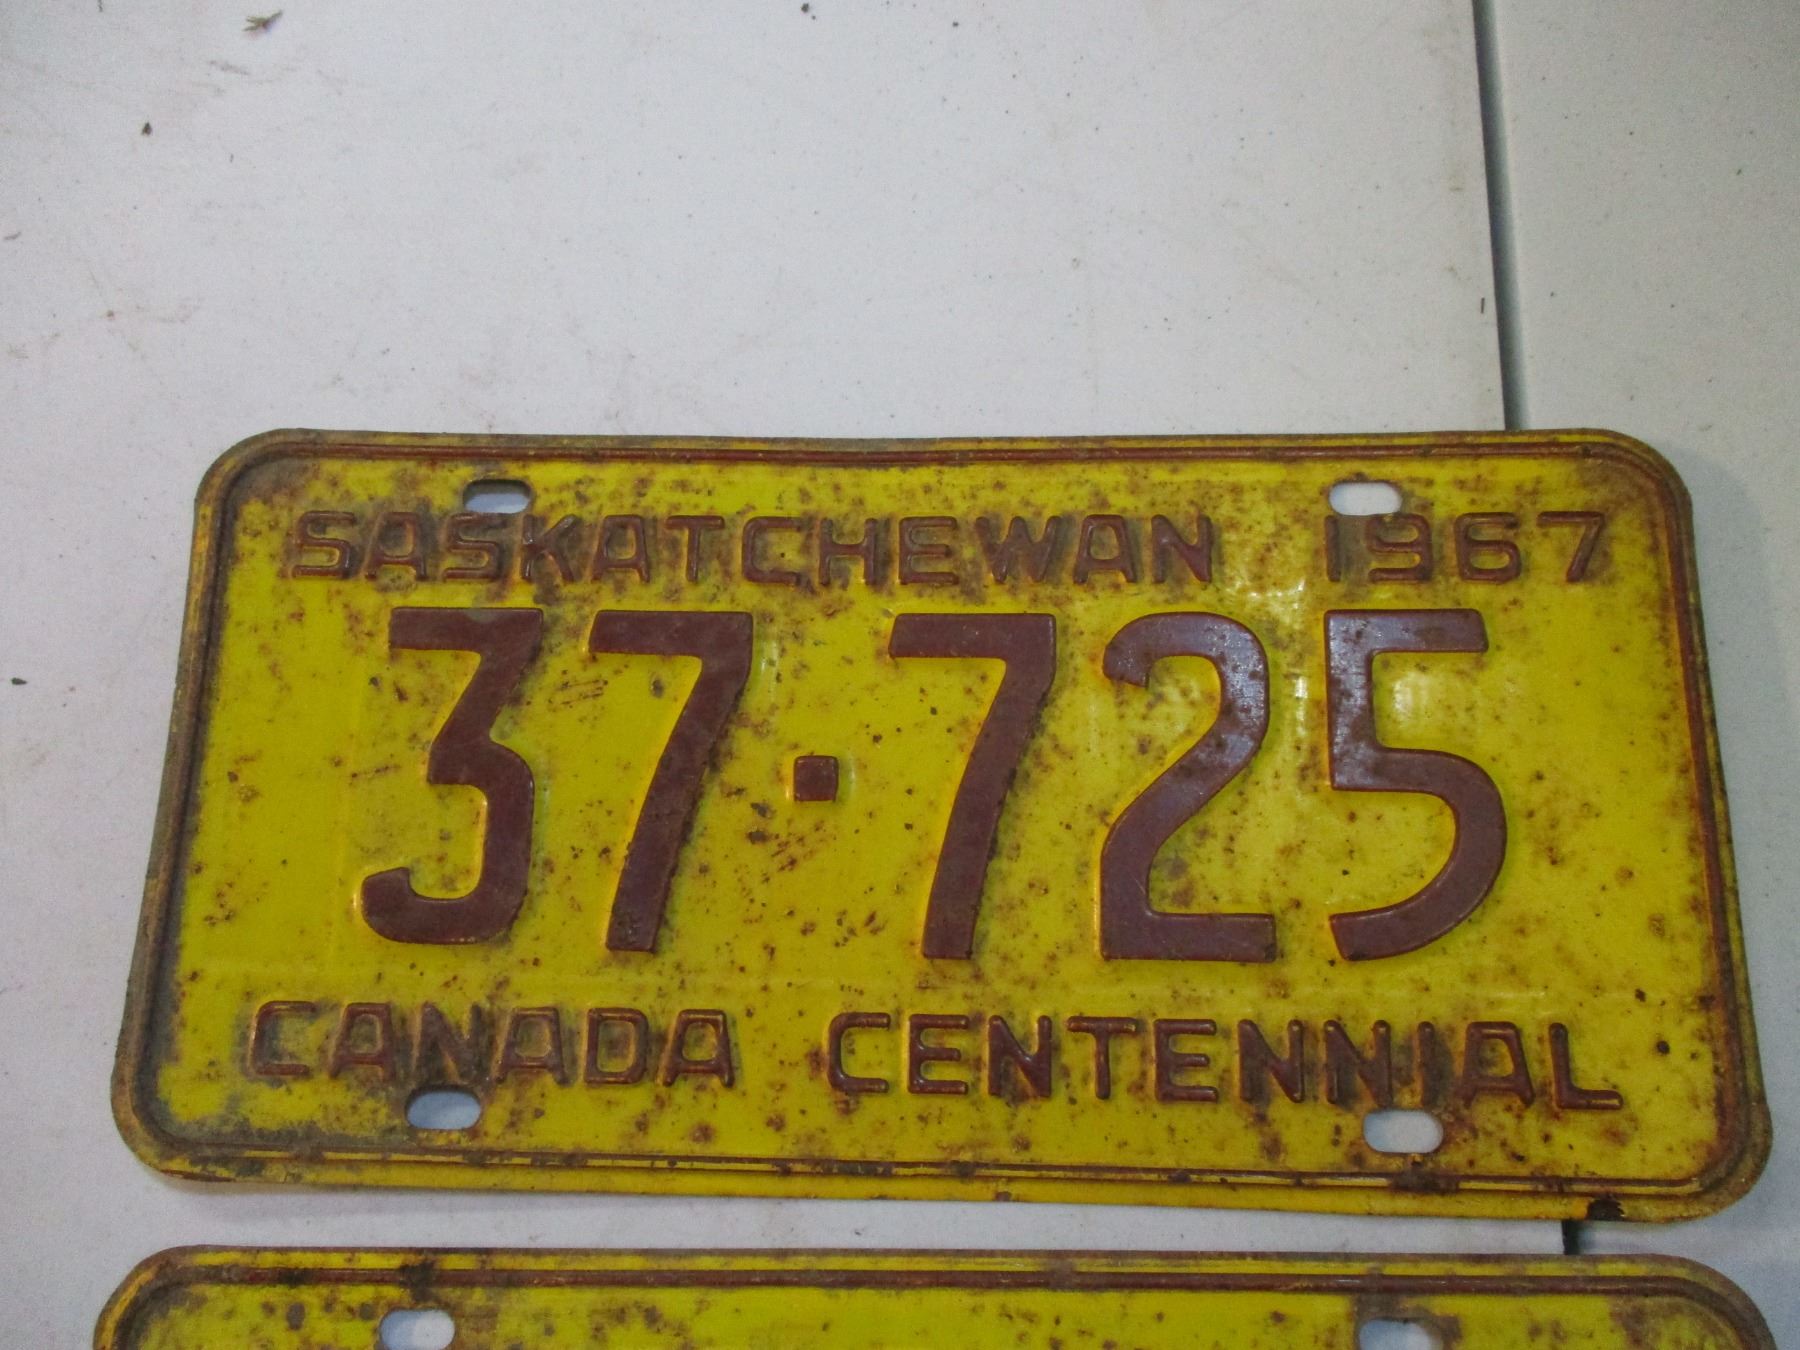 SASKATCHEWAN 1967
37·725
CANADA CENTENNIAL